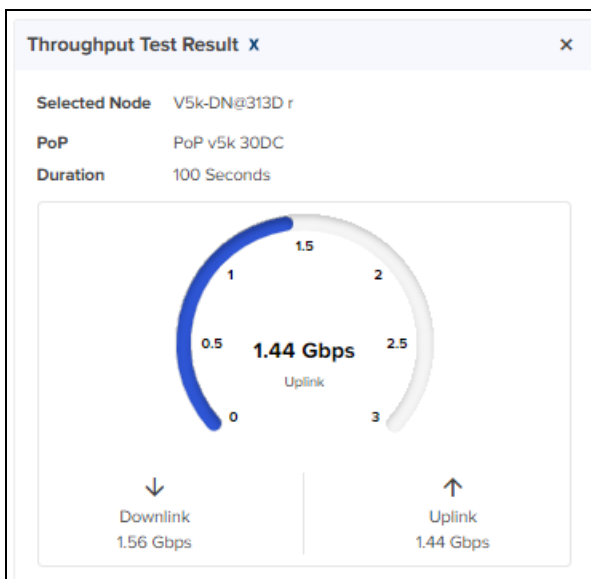 Throughput Test Result X ×
Selected Node V5k-DN@313D r
PoP PoP v5k 30DC
Duration 100 Seconds
1.5
1 2
0.5 2.5
1.44 Gbps
Uplink
0 3
↓ ↑
Downlink Uplink
1.56 Gbps 1.44 Gbps